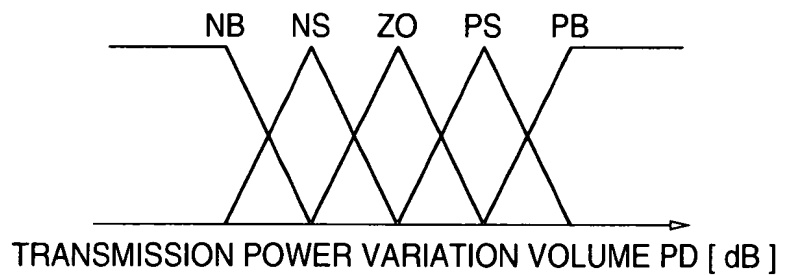 NB NS ZO PS PB
TRANSMISSION POWER VARIATION VOLUME PD [ dB ]